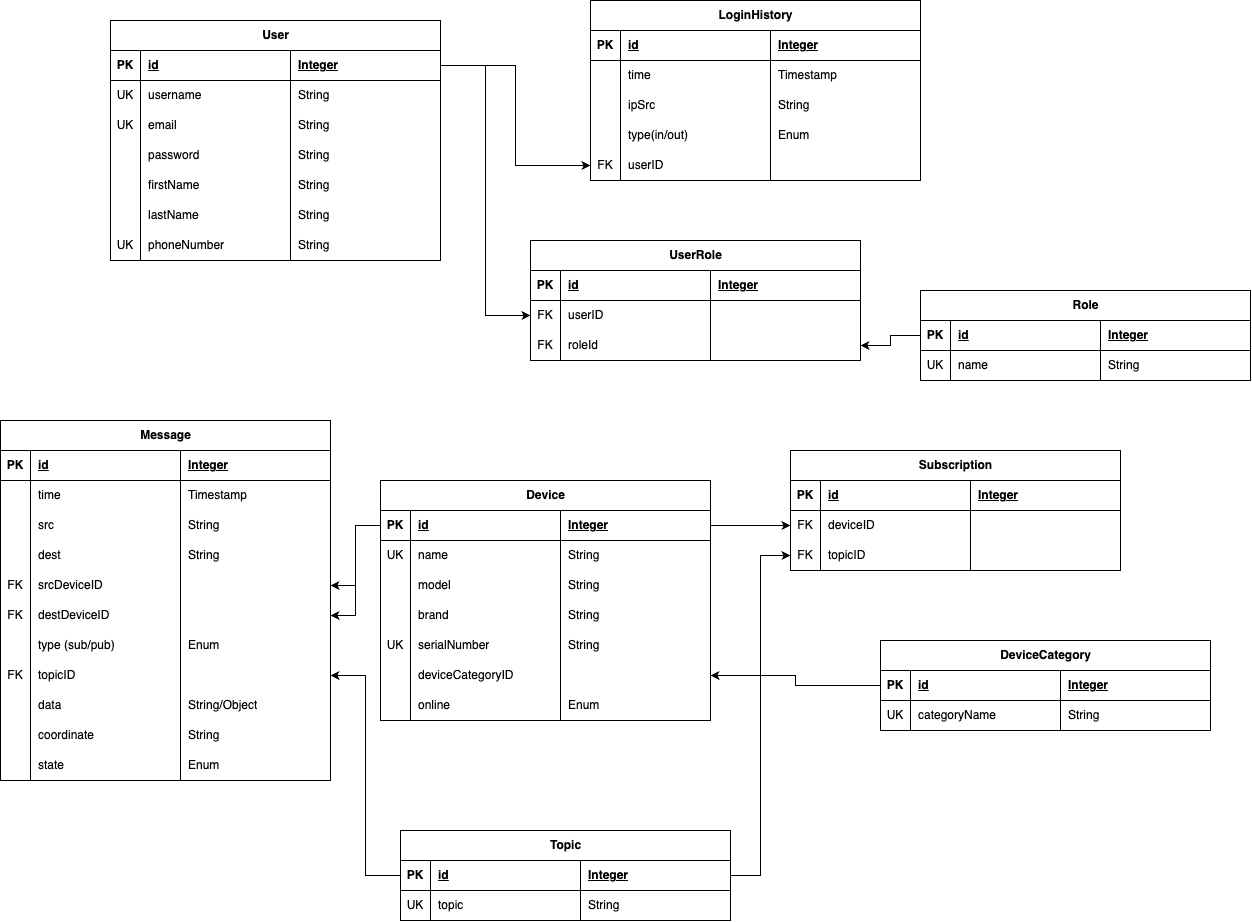 User
PK id Integer
UK username String
UK email String
password String
firstName String
lastName String
UK phoneNumber String
LoginHistory
PK id Integer
time Timestamp
ipSrc String
type(in/out) Enum
FK userID
UserRole
PK id Integer
FK userID
FK roleId
Role
PK id Integer
UK name String
Message
PK id Integer
time Timestamp
src String
dest String
FK srcDeviceID
FK destDeviceID
type (sub/pub) Enum
FK topicID
data String/Object
coordinate String
state Enum
Device
PK id Integer
UK name String
model String
brand String
UK serialNumber String
deviceCategoryID
online Enum
Subscription
PK id Integer
FK deviceID
FK topicID
DeviceCategory
PK id Integer
UK categoryName String
Topic
PK id Integer
UK topic String